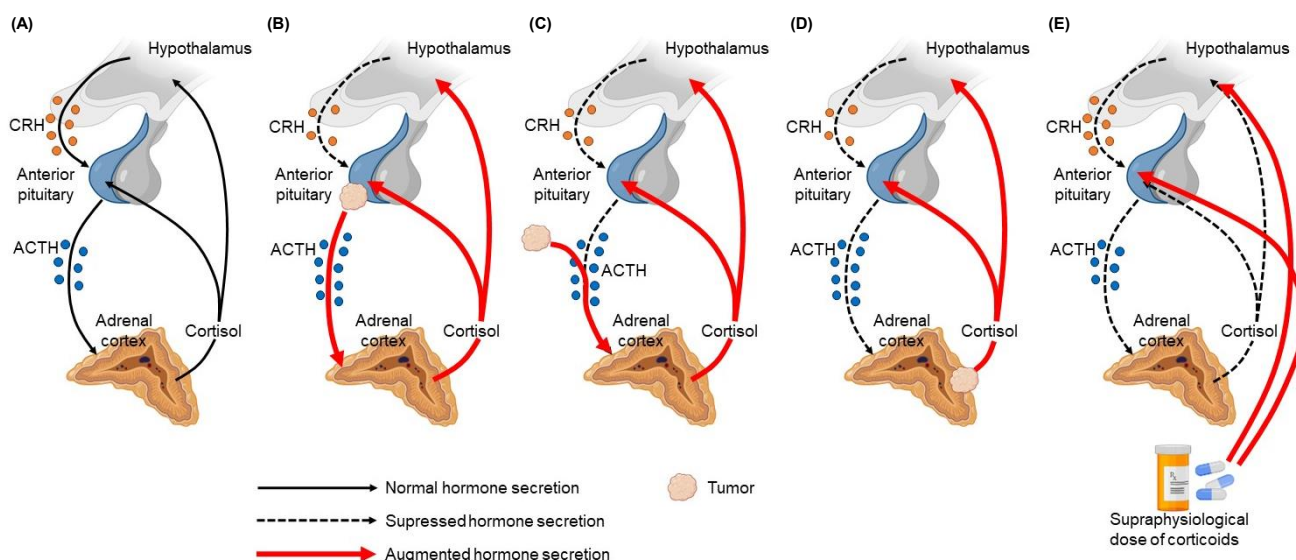 (A)
(B)
(C)
(D)
(E)
Hypothalamus
CRH
Anterior
pituitary
ACTH
Adrenal
cortex
Cortisol
Hypothalamus
CRH
Anterior
pituitary
ACTH
Adrenal
cortex
Cortisol
Hypothalamus
CRH
Anterior
pituitary
ACTH
Adrenal
cortex
Cortisol
Hypothalamus
CRH
Anterior
pituitary
ACTH
Adrenal
cortex
Cortisol
Hypothalamus
CRH
Anterior
pituitary
ACTH
Adrenal
cortex
Cortisol
Normal hormone secretion
Supressed hormone secretion
Augmented hormone secretion
Tumor
Rx
Supraphysiological
dose of corticoids